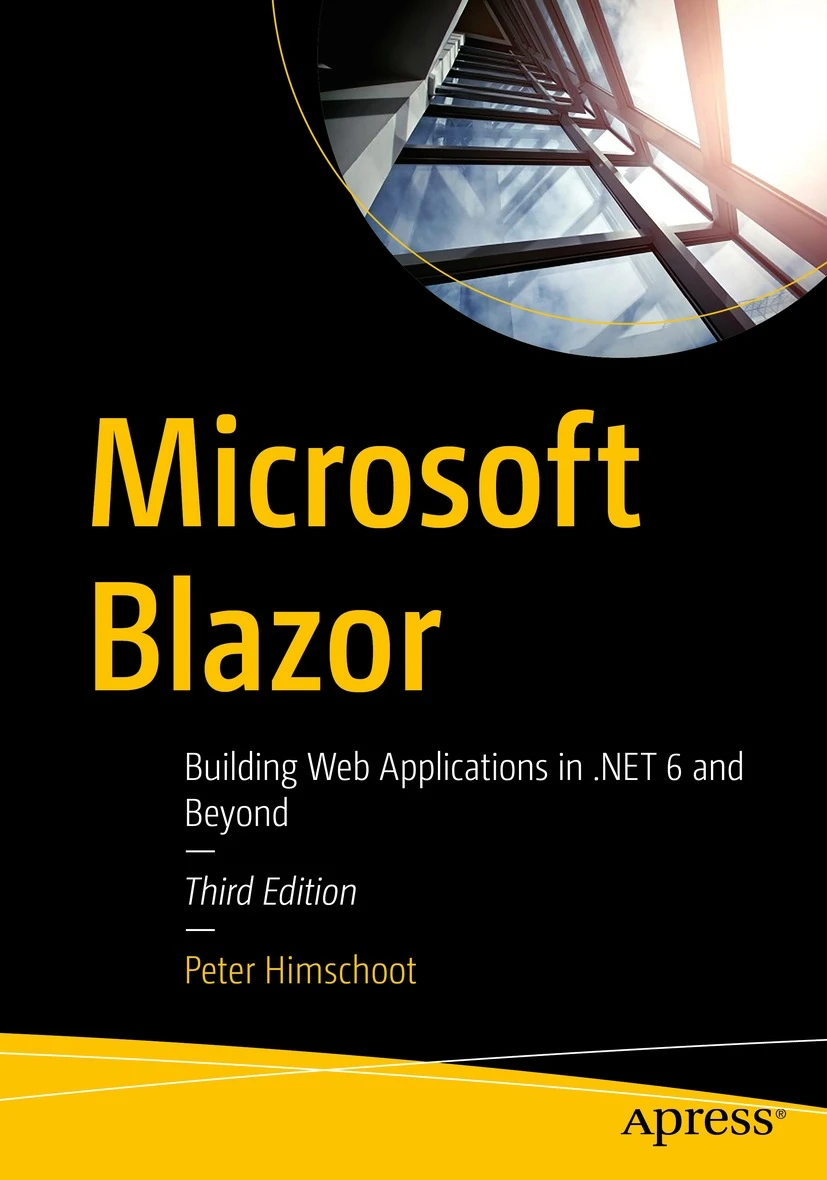 Microsoft
Blazor
Building Web Applications in .NET 6 and
Beyond
—
Third Edition
—
Peter Himschoot
Apress®